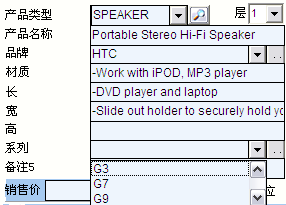 产品类型 SPEAKER 层 1
产品名称 Portable Stereo Hi-Fi Speaker
品牌 HTC ..
材质 -Work with iPOD, MP3 player
长 -DVD player and laptop
宽 -Slide out holder to securely hold
高
系列 ..
备注5 G3
G7
销售价 G9 位